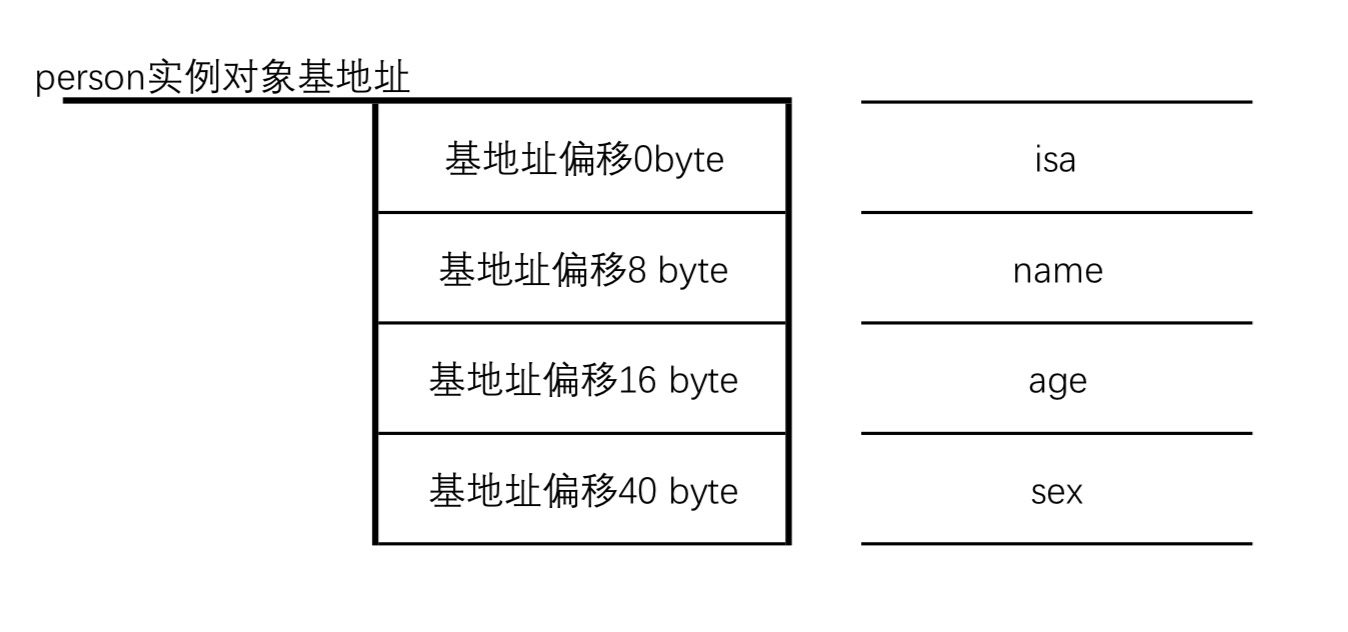 person实例对象基地址
基地址偏移0byte
isa
基地址偏移8 byte
name
基地址偏移16 byte
age
基地址偏移40 byte
sex